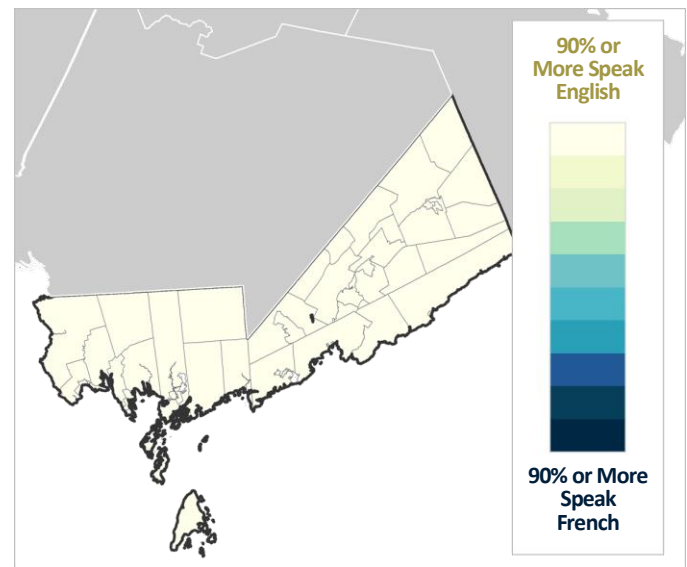 90% or
More Speak
English
90% or More
Speak
French